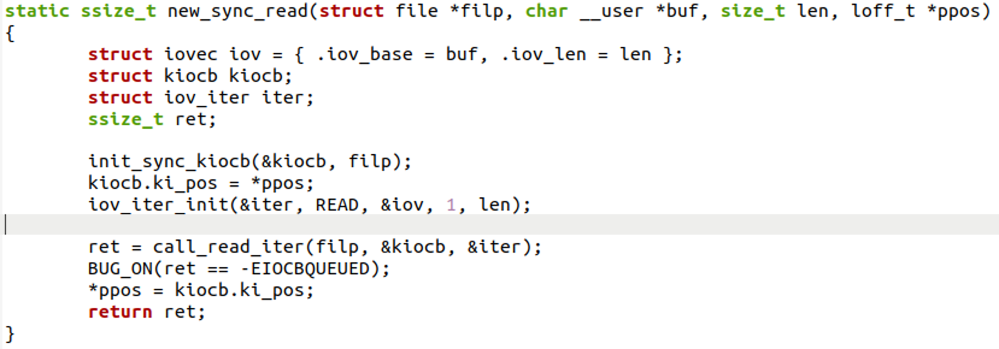 static ssize_t new_sync_read(struct file *filp, char __user *buf, size_t len, loff_t *ppos)
{
struct iovec iov = { .iov_base = buf, .iov_len = len };
struct kiocb kiocb;
struct iov_iter iter;
ssize_t ret;
init_sync_kiocb(&kiocb, filp);
kiocb.ki_pos = *ppos;
iov_iter_init(&iter, READ, &iov, 1, len);
ret = call_read_iter(filp, &kiocb, &iter);
BUG_ON(ret == -EIOCBQUEUED);
*ppos = kiocb.ki_pos;
return ret;
}